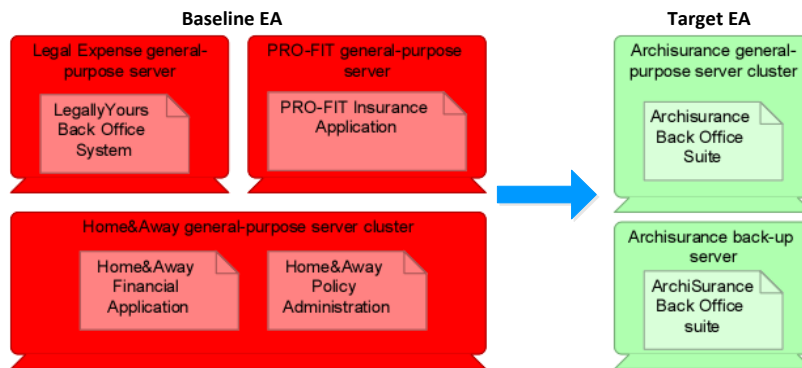 Baseline EA
Target EA
Legal Expense general-
purpose server
LegallyYours
Back Office
System
PRO-FIT general-purpose
server
PRO-FIT Insurance
Application
Home&Away general-purpose server cluster
Home&Away
Financial
Application
Home&Away
Policy
Administration
Archisurance general-
purpose server cluster
Archisurance
Back Office
Suite
Archisurance back-up
server
ArchiSurance
Back Office
suite